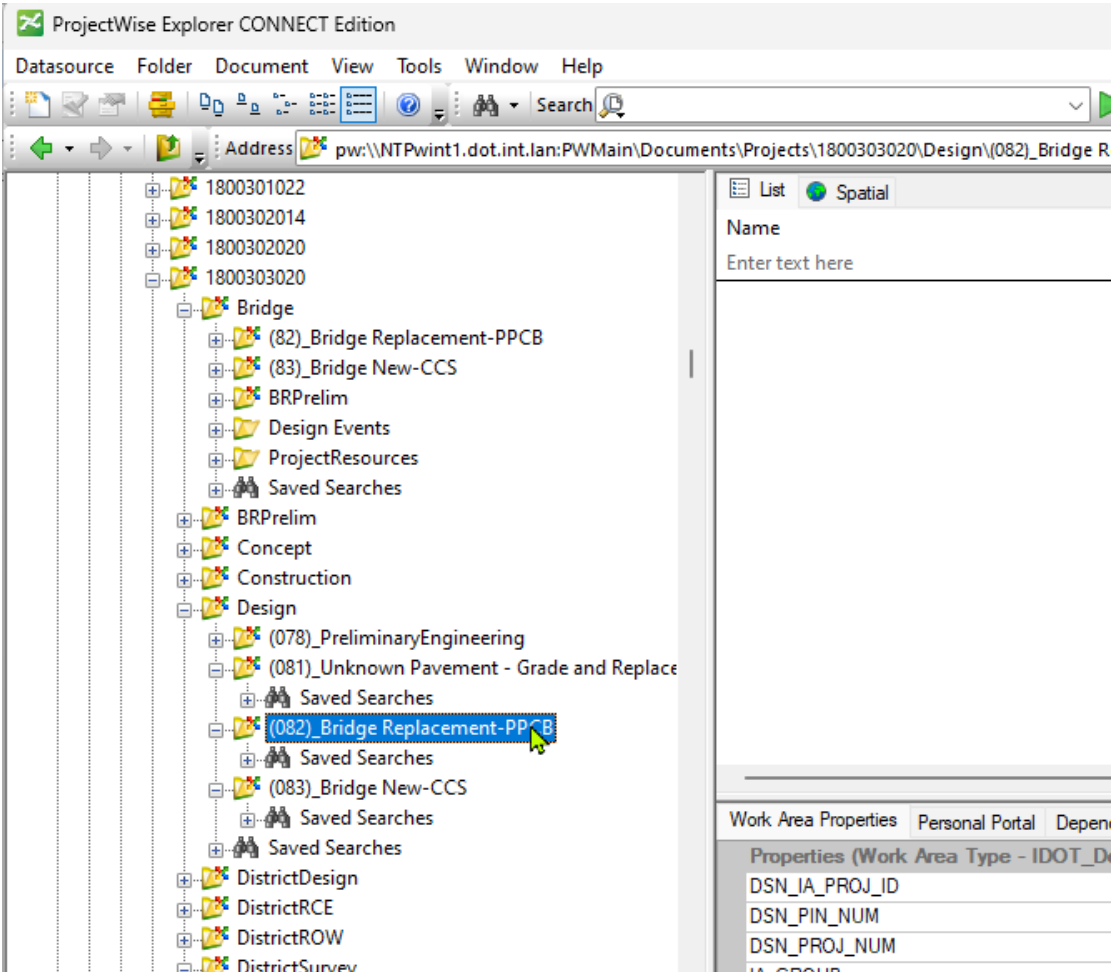 ProjectWise Explorer CONNECT Edition
Datasource Folder Document View Tools Window Help
Search
Address pw:\\NTPwint1.dot.int.lan:PWMain\Documents\Projects\1800303020\Design\(082)_Bridge R
1800301022
1800302014
1800302020
1800303020
Bridge
(82)_Bridge Replacement-PPCB
(83)_Bridge New-CCS
BRPrelim
Design Events
ProjectResources
Saved Searches
BRPrelim
Concept
Construction
Design
(078)_PreliminaryEngineering
(081)_Unknown Pavement - Grade and Replace
Saved Searches
(082)_Bridge Replacement-PPCB
Saved Searches
(083)_Bridge New-CCS
Saved Searches
Saved Searches
DistrictDesign
DistrictRCE
DistrictROW
DistrictSurvey
List Spatial
Name
Enter text here
Work Area Properties Personal Portal Depen
Properties (Work Area Type - IDOT_De
DSN_IA_PROJ_ID
DSN_PIN_NUM
DSN_PROJ_NUM